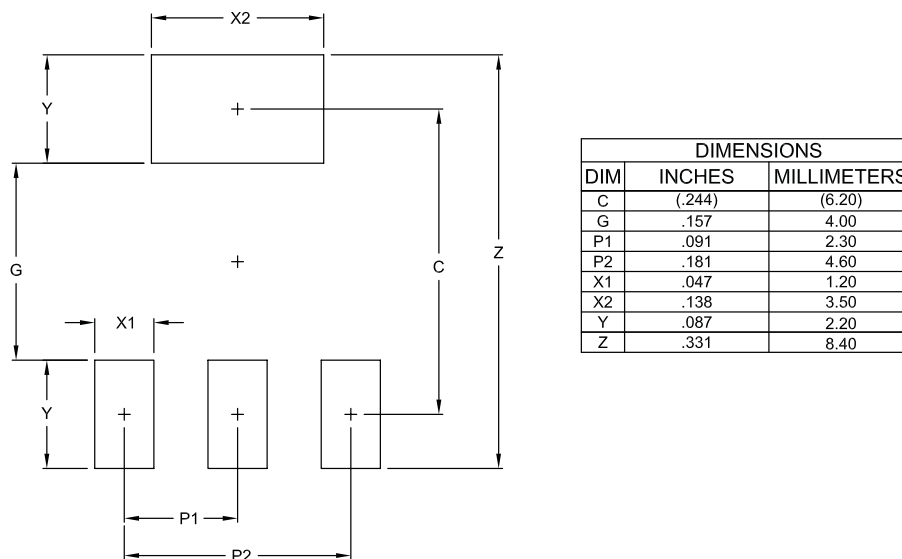 X2
Y
G
Z
C
X1
Y
P1
P2
DIMENSIONS
DIM INCHES MILLIMETERS
C (.244) (6.20)
G .157 4.00
P1 .091 2.30
P2 .181 4.60
X1 .047 1.20
X2 .138 3.50
Y .087 2.20
Z .331 8.40